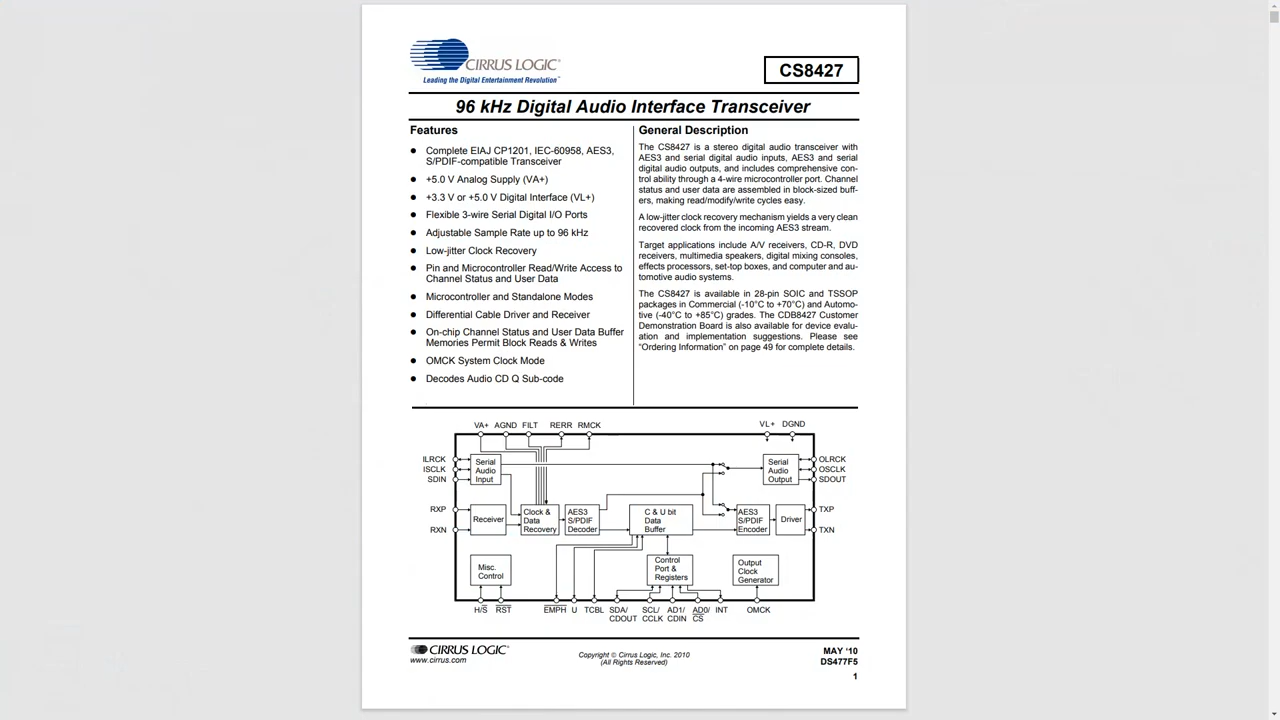 CIRRUS LOGIC®
Leading the Digital Entertainment Revolution™
CS8427
96 kHz Digital Audio Interface Transceiver
Features
● Complete EIAJ CP1201, IEC-60958, AES3,
S/PDIF-compatible Transceiver
● +5.0 V Analog Supply (VA+)
● +3.3 V or +5.0 V Digital Interface (VL+)
● Flexible 3-wire Serial Digital I/O Ports
● Adjustable Sample Rate up to 96 kHz
● Low-jitter Clock Recovery
● Pin and Microcontroller Read/Write Access to
Channel Status and User Data
● Microcontroller and Standalone Modes
● Differential Cable Driver and Receiver
● On-chip Channel Status and User Data Buffer
Memories Permit Block Reads & Writes
● OMCK System Clock Mode
● Decodes Audio CD Q Sub-code
General Description
The CS8427 is a stereo digital audio transceiver with
AES3 and serial digital audio inputs, AES3 and serial
digital audio outputs, and includes comprehensive con-
trol ability through a 4-wire microcontroller port. Channel
status and user data are assembled in block-sized buff-
ers, making read/modify/write cycles easy.
A low-jitter clock recovery mechanism yields a very clean
recovered clock from the incoming AES3 stream.
Target applications include A/V receivers, CD-R, DVD
receivers, multimedia speakers, digital mixing consoles,
effects processors, set-top boxes, and computer and au-
tomotive audio systems.
The CS8427 is available in 28-pin SOIC and TSSOP
packages in Commercial (-10°C to +70°C) and Automo-
tive (-40°C to +85°C) grades. The CDB8427 Customer
Demonstration Board is also available for device evalu-
ation and implementation suggestions. Please see
“Ordering Information” on page 49 for complete details.
VA+ AGND FILT RERR RMCK VL+ DGND
ILRCK
ISCLK
SDIN
Serial
Audio
Input
Serial
Audio
Output
OLRCK
OSCLK
SDOUT
RXP
RXN
Receiver
Clock &
Data
Recovery
AES3
S/PDIF
Decoder
C & U bit
Data
Buffer
AES3
S/PDIF
Encoder
Driver
TXP
TXN
Misc.
Control
Control
Port &
Registers
Output
Clock
Generator
H/S RST EMPH U TCBL SDA/ SCL/ AD1/ AD0/ INT OMCK
CDOUT CCLK CDIN CS
CIRRUS LOGIC®
www.cirrus.com
Copyright © Cirrus Logic, Inc. 2010
(All Rights Reserved)
MAY ‘10
DS477F5
1